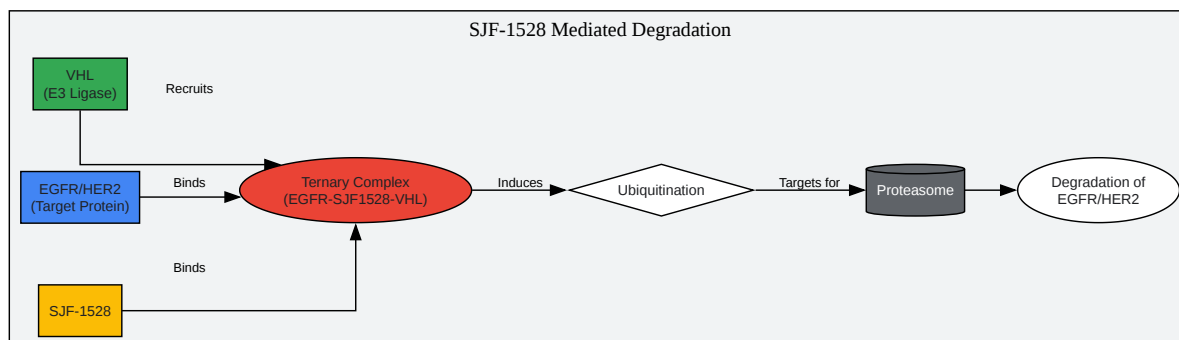 SJF-1528 Mediated Degradation
VHL
(E3 Ligase)
Recruits
EGFR/HER2
(Target Protein)
Binds
Ternary Complex
(EGFR-SJF1528-VHL)
Induces
Ubiquitination
Targets for
Proteasome
Degradation of
EGFR/HER2
Binds
SJF-1528